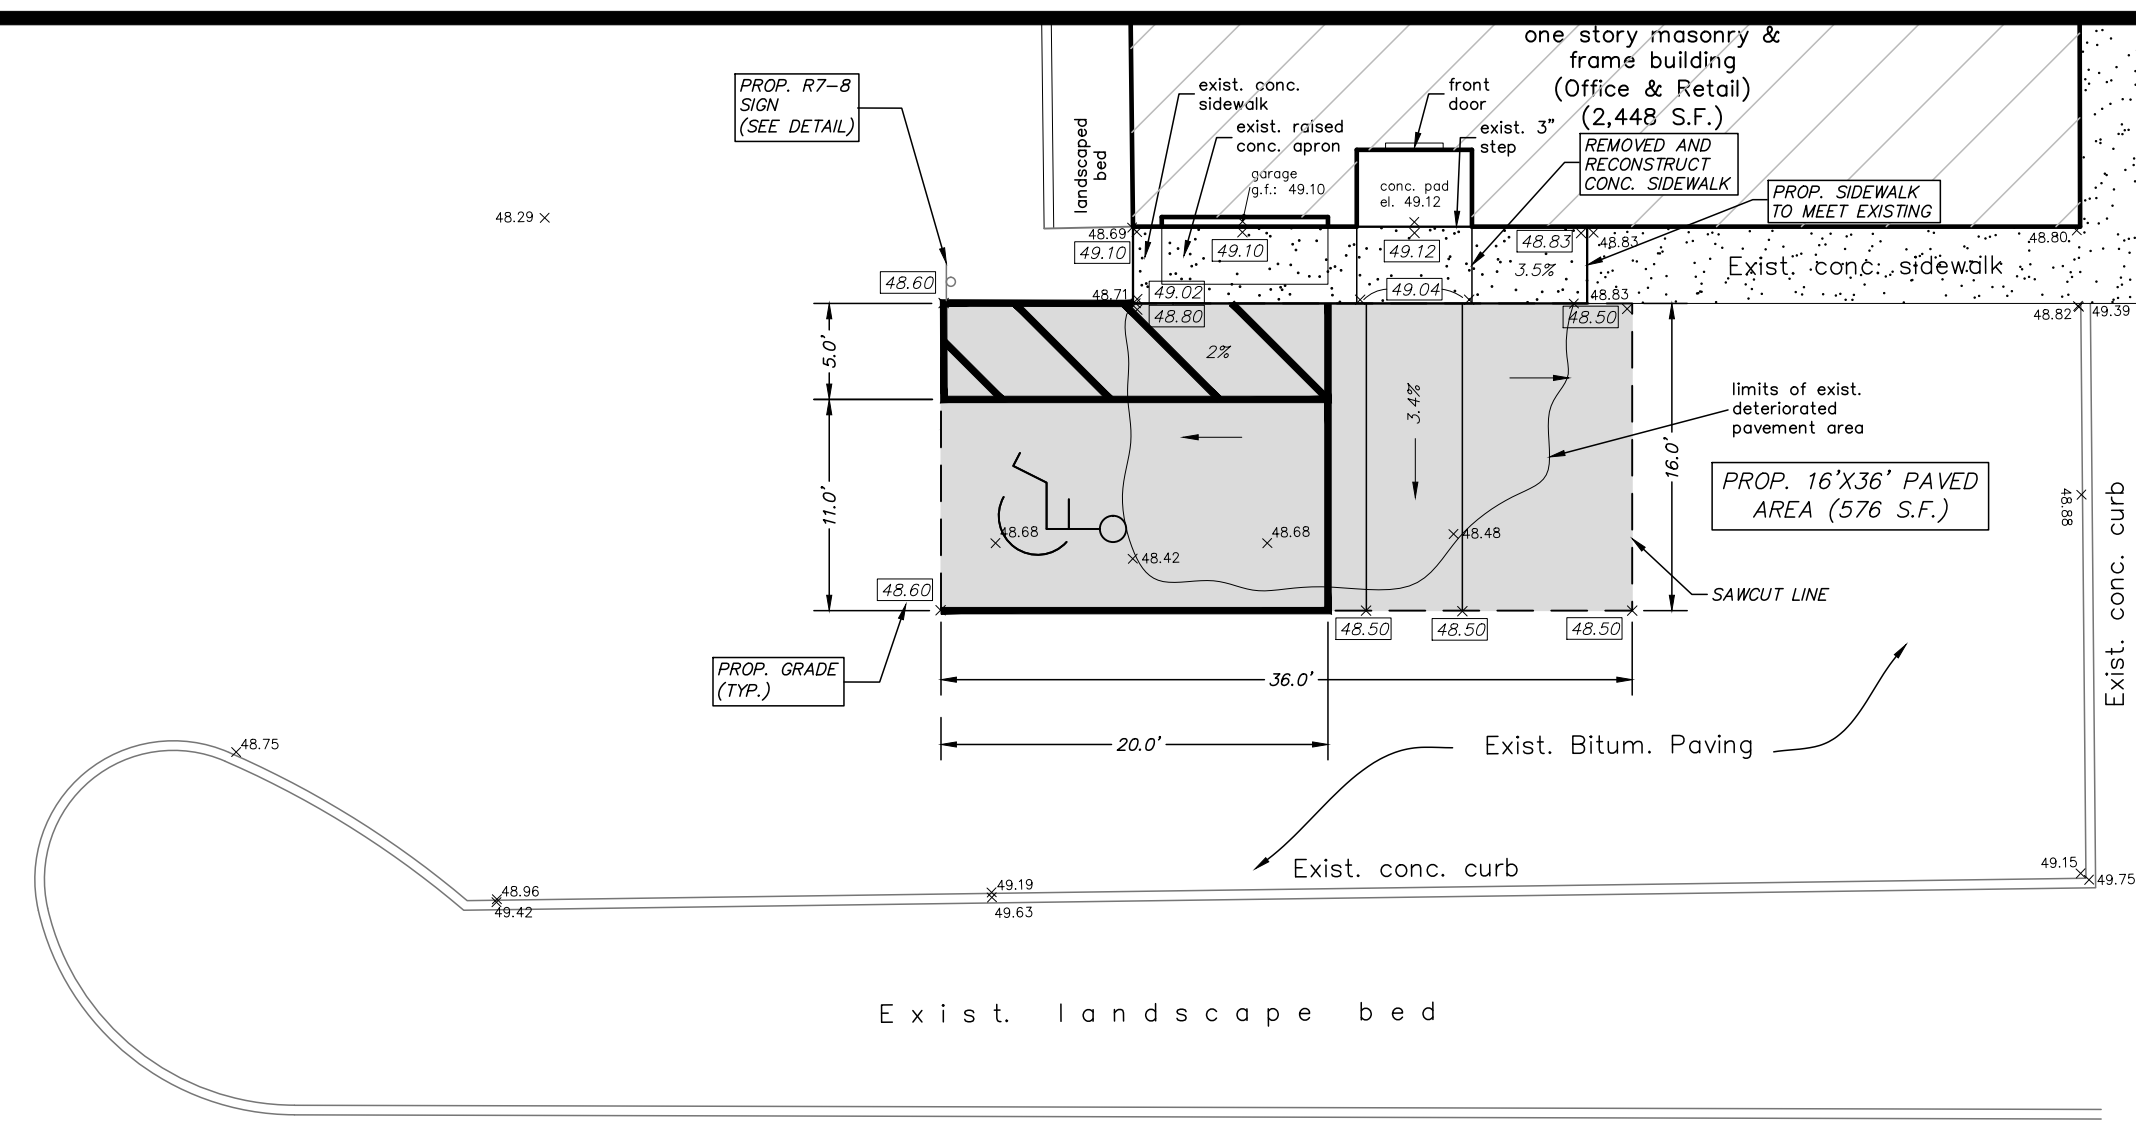 one story masonry &
frame building
(Office & Retail)
(2,448 S.F.)
PROP. R7-8
SIGN
(SEE DETAIL)
landscaped
bed
exist. conc.
sidewalk
exist. raised
conc. apron
garage
g.f.: 49.10
front
door
exist. 3"
step
conc. pad
el. 49.12
REMOVED AND
RECONSTRUCT
CONC. SIDEWALK
PROP. SIDEWALK
TO MEET EXISTING
48.29
48.69
49.10
49.10
49.12
48.83
48.83
3.5%
48.80
Exist. conc. sidewalk
48.60
48.71
49.02
48.80
49.04
48.83
48.50
48.82
49.39
5.0'
2%
3.4%
limits of exist.
deteriorated
pavement area
11.0'
16.0'
PROP. 16'X36' PAVED
AREA (576 S.F.)
48.88
Exist. conc. curb
48.68
48.42
48.68
48.48
48.60
SAWCUT LINE
48.50
48.50
48.50
PROP. GRADE
(TYP.)
36.0'
20.0'
Exist. Bitum. Paving
48.75
Exist. conc. curb
48.96
49.42
49.19
49.63
49.15
49.75
Exist. landscape bed